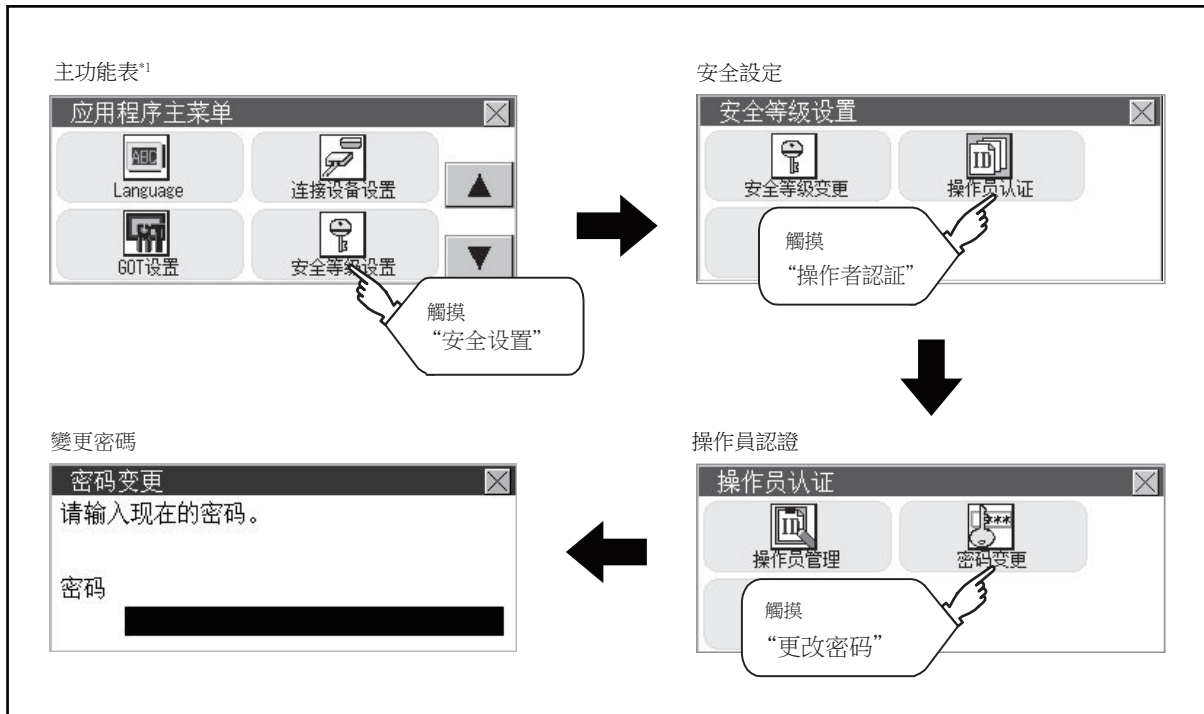 主功能表*1
应用程序主菜单
Language
连接设备设置
GOT设置
安全等级设置
觸摸
“安全设置”
安全設定
安全等级设置
安全等级变更
操作员认证
觸摸
“操作者認証”
操作員認證
操作员认证
操作员管理
密码变更
觸摸
“更改密码”
變更密碼
密码变更
请输入现在的密码。
密码